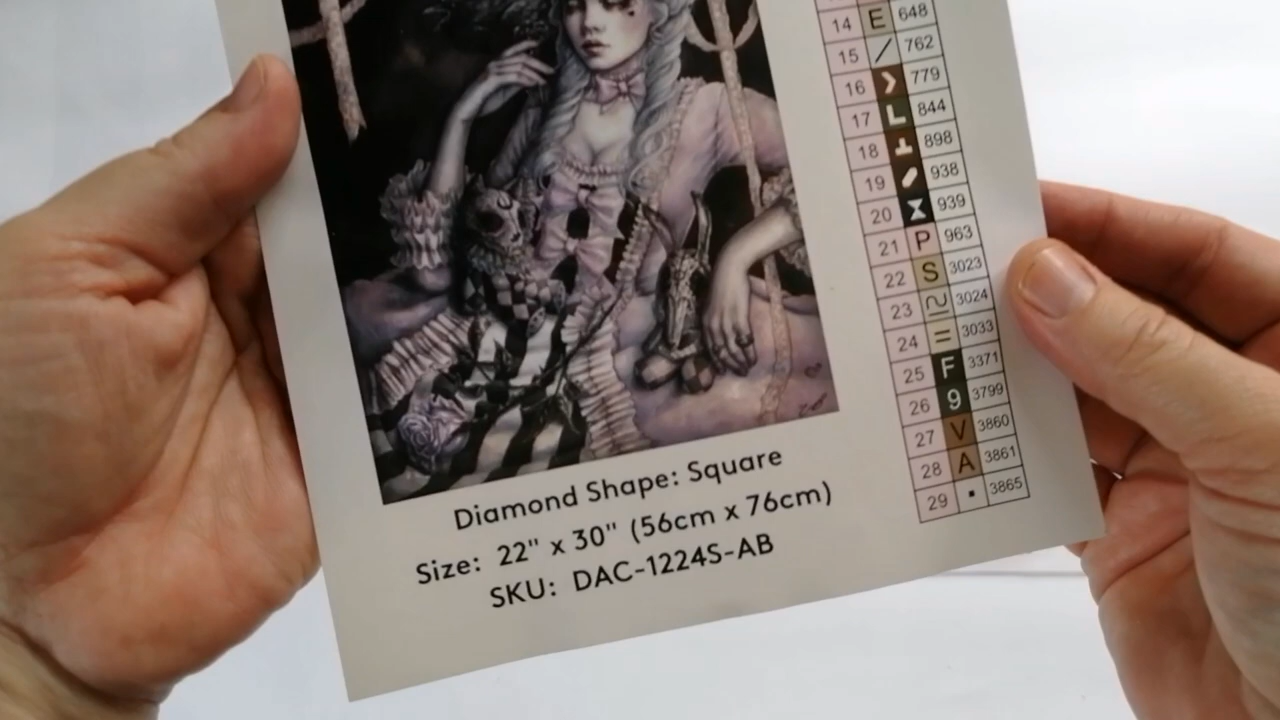 14 E 648
15 / 762
16 779
17 L 844
18 ⊥ 898
19 938
20 939
21 P 963
22 S 3023
23 ≃ 3024
24 = 3033
25 F 3371
26 9 3799
27 V 3860
28 A 3861
29 ▪ 3865
Diamond Shape: Square
Size: 22" x 30" (56cm x 76cm)
SKU: DAC-1224S-AB